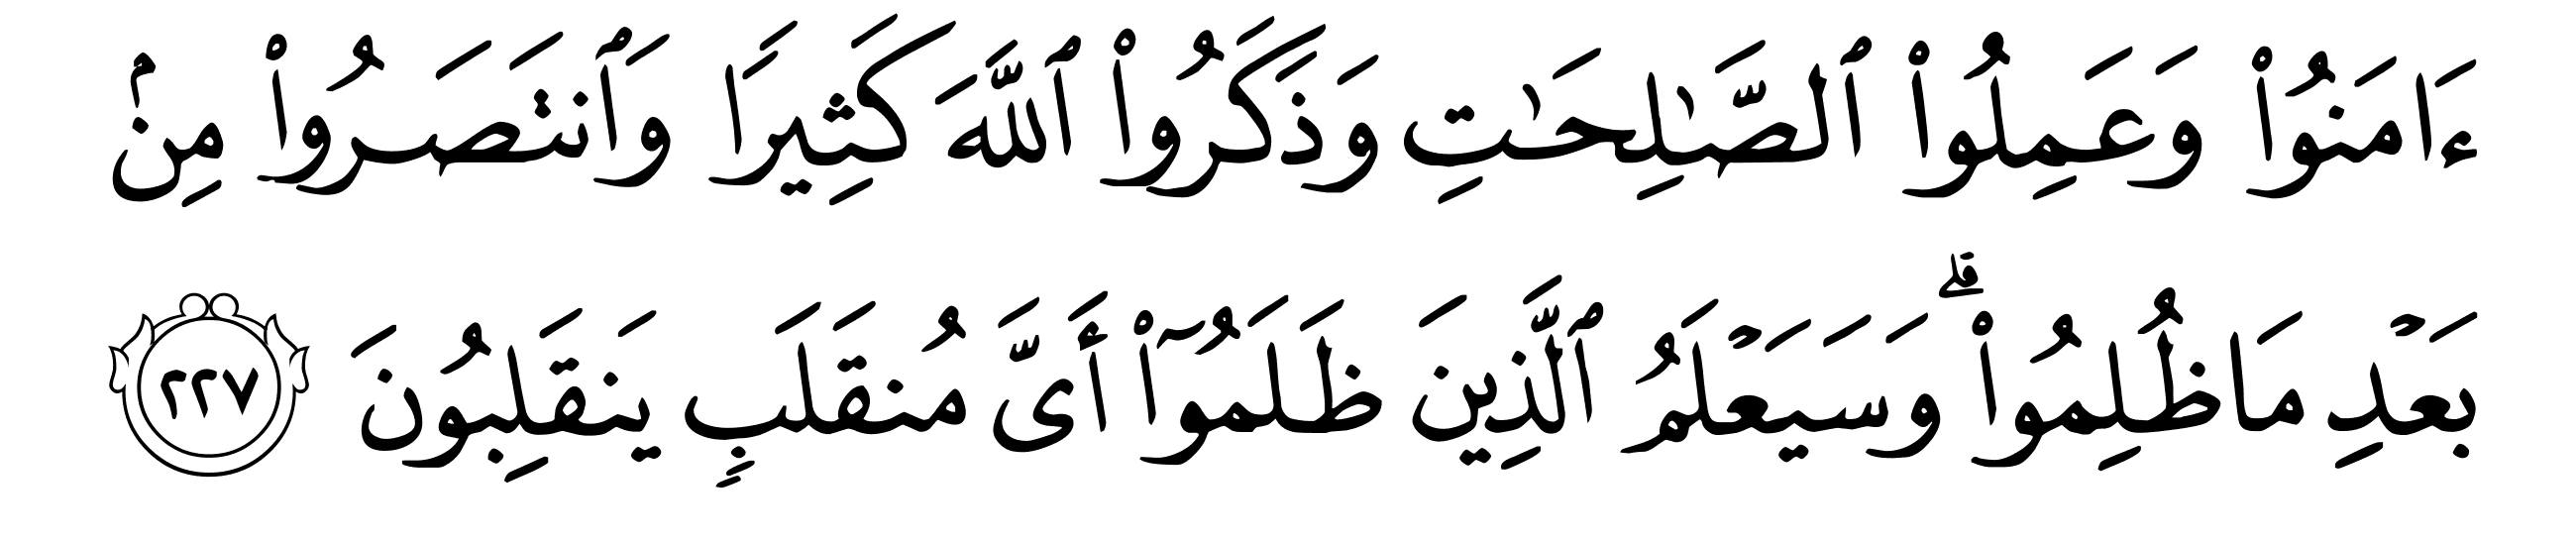 ءَامَنُوا۟ وَعَمِلُوا۟ ٱلصَّـٰلِحَـٰتِ وَذَكَرُوا۟ ٱللَّهَ كَثِيرًا وَٱنتَصَرُوا۟ مِنۢ
بَعْدِ مَا ظُلِمُوا۟ ۗ وَسَيَعْلَمُ ٱلَّذِينَ ظَلَمُوٓا۟ أَىَّ مُنقَلَبٍ يَنقَلِبُونَ ٢٢٧